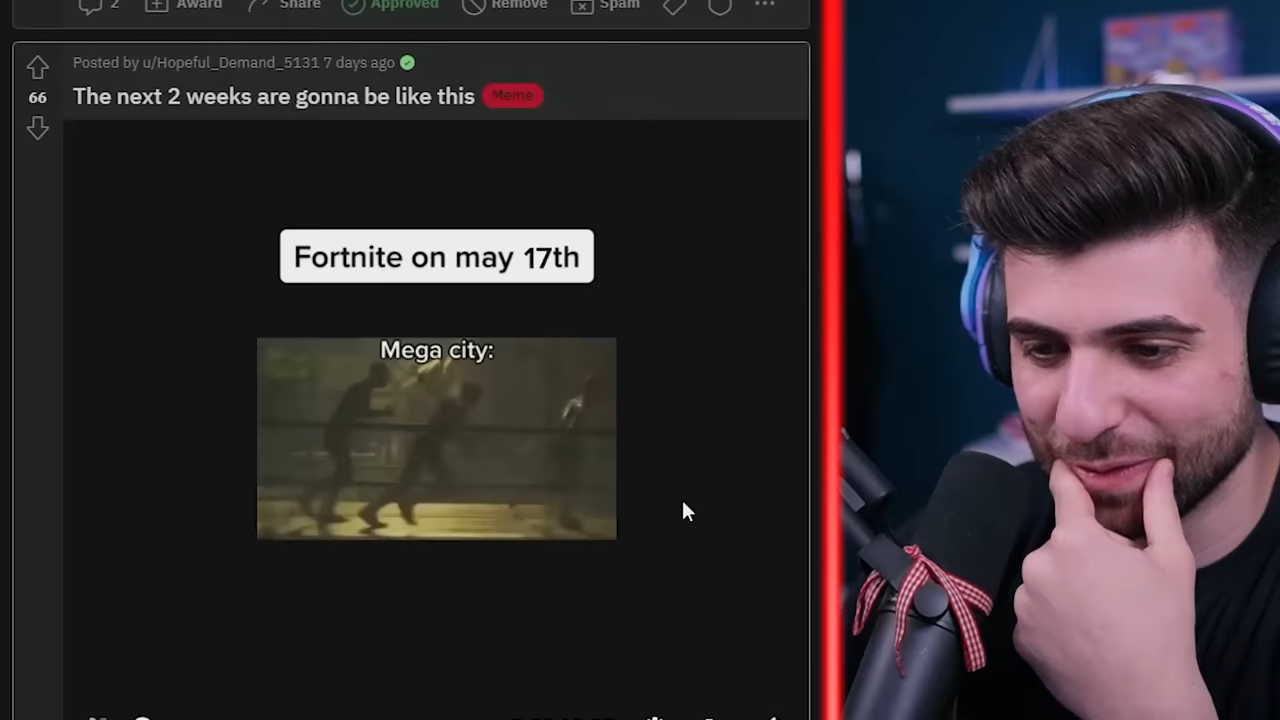 2 Award Share Approved Remove Spam
Posted by u/Hopeful_Demand_5131 7 days ago
66
The next 2 weeks are gonna be like this Meme
Fortnite on may 17th
Mega city: